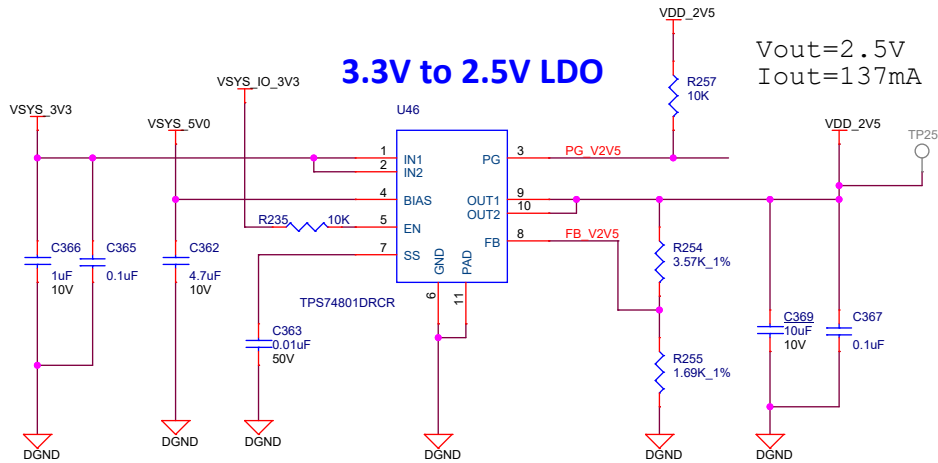 VDD_2V5
Vout=2.5V
Iout=137mA
3.3V to 2.5V LDO
VSYS_IO_3V3
R257
10K
VSYS_3V3
U46
VSYS_5V0
VDD_2V5
TP25
1
IN1
2
IN2
PG
3
PG_V2V5
4
BIAS
OUT1
9
OUT2
10
R235
10K
5
EN
7
SS
FB
8
FB_V2V5
GND
PAD
6
11
C366
1uF
10V
C365
0.1uF
C362
4.7uF
10V
R254
3.57K_1%
TPS74801DRCR
C363
0.01uF
50V
C369
10uF
10V
C367
0.1uF
R255
1.69K_1%
DGND
DGND
DGND
DGND
DGND
DGND